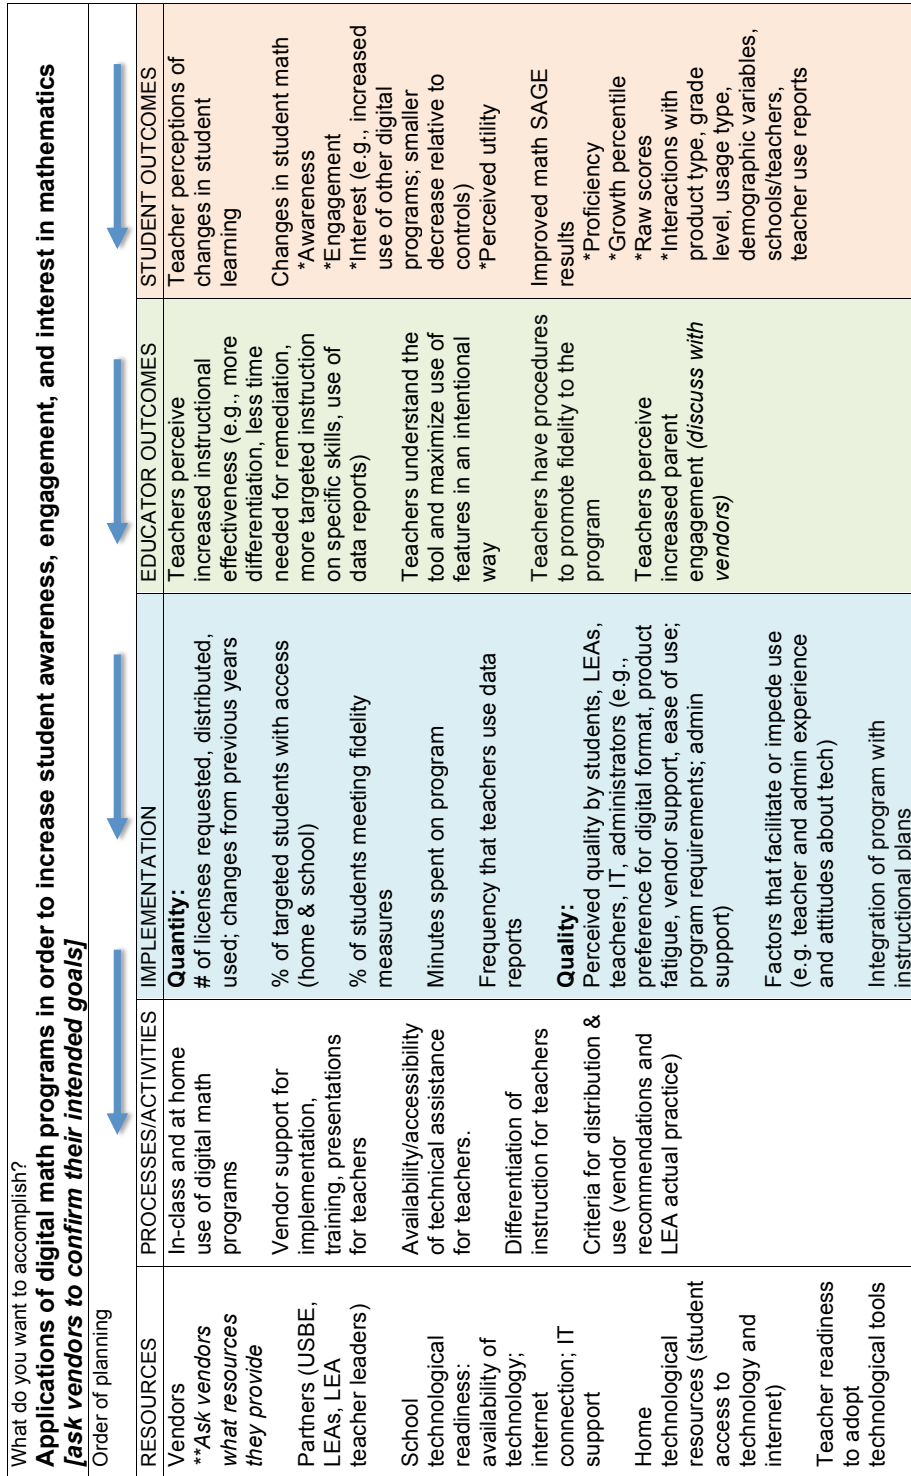 What do you want to accomplish?
Applications of digital math programs in order to increase student awareness, engagement, and interest in mathematics
[ask vendors to confirm their intended goals]
Order of planning
RESOURCES
Vendors
**Ask vendors
what resources
they provide
Partners (USBE,
LEAs, LEA
teacher leaders)
School
technological
readiness:
availability of
technology;
internet
connection; IT
support
Home
technological
resources (student
access to
technology and
internet)
Teacher readiness
to adopt
technological tools
PROCESSES/ACTIVITIES
In-class and at home
use of digital math
programs
Vendor support for
implementation,
training, presentations
for teachers
Availability/accessibility
of technical assistance
for teachers.
Differentiation of
instruction for teachers
Criteria for distribution &
use (vendor
recommendations and
LEA actual practice)
IMPLEMENTATION
Quantity:
# of licenses requested, distributed,
used; changes from previous years
% of targeted students with access
(home & school)
% of students meeting fidelity
measures
Minutes spent on program
Frequency that teachers use data
reports
Quality:
Perceived quality by students, LEAs,
teachers, IT, administrators (e.g.,
preference for digital format, product
fatigue, vendor support, ease of use;
program requirements; admin
support)
Factors that facilitate or impede use
(e.g. teacher and admin experience
and attitudes about tech)
Integration of program with
instructional plans
EDUCATOR OUTCOMES
Teachers perceive
increased instructional
effectiveness (e.g., more
differentiation, less time
needed for remediation,
more targeted instruction
on specific skills, use of
data reports)
Teachers understand the
tool and maximize use of
features in an intentional
way
Teachers have procedures
to promote fidelity to the
program
Teachers perceive
increased parent
engagement (discuss with
vendors)
STUDENT OUTCOMES
Teacher perceptions of
changes in student
learning
Changes in student math
*Awareness
*Engagement
*Interest (e.g., increased
use of other digital
programs; smaller
decrease relative to
controls)
*Perceived utility
Improved math SAGE
results
*Proficiency
*Growth percentile
*Raw scores
*Interactions with
product type, grade
level, usage type,
demographic variables,
schools/teachers,
teacher use reports